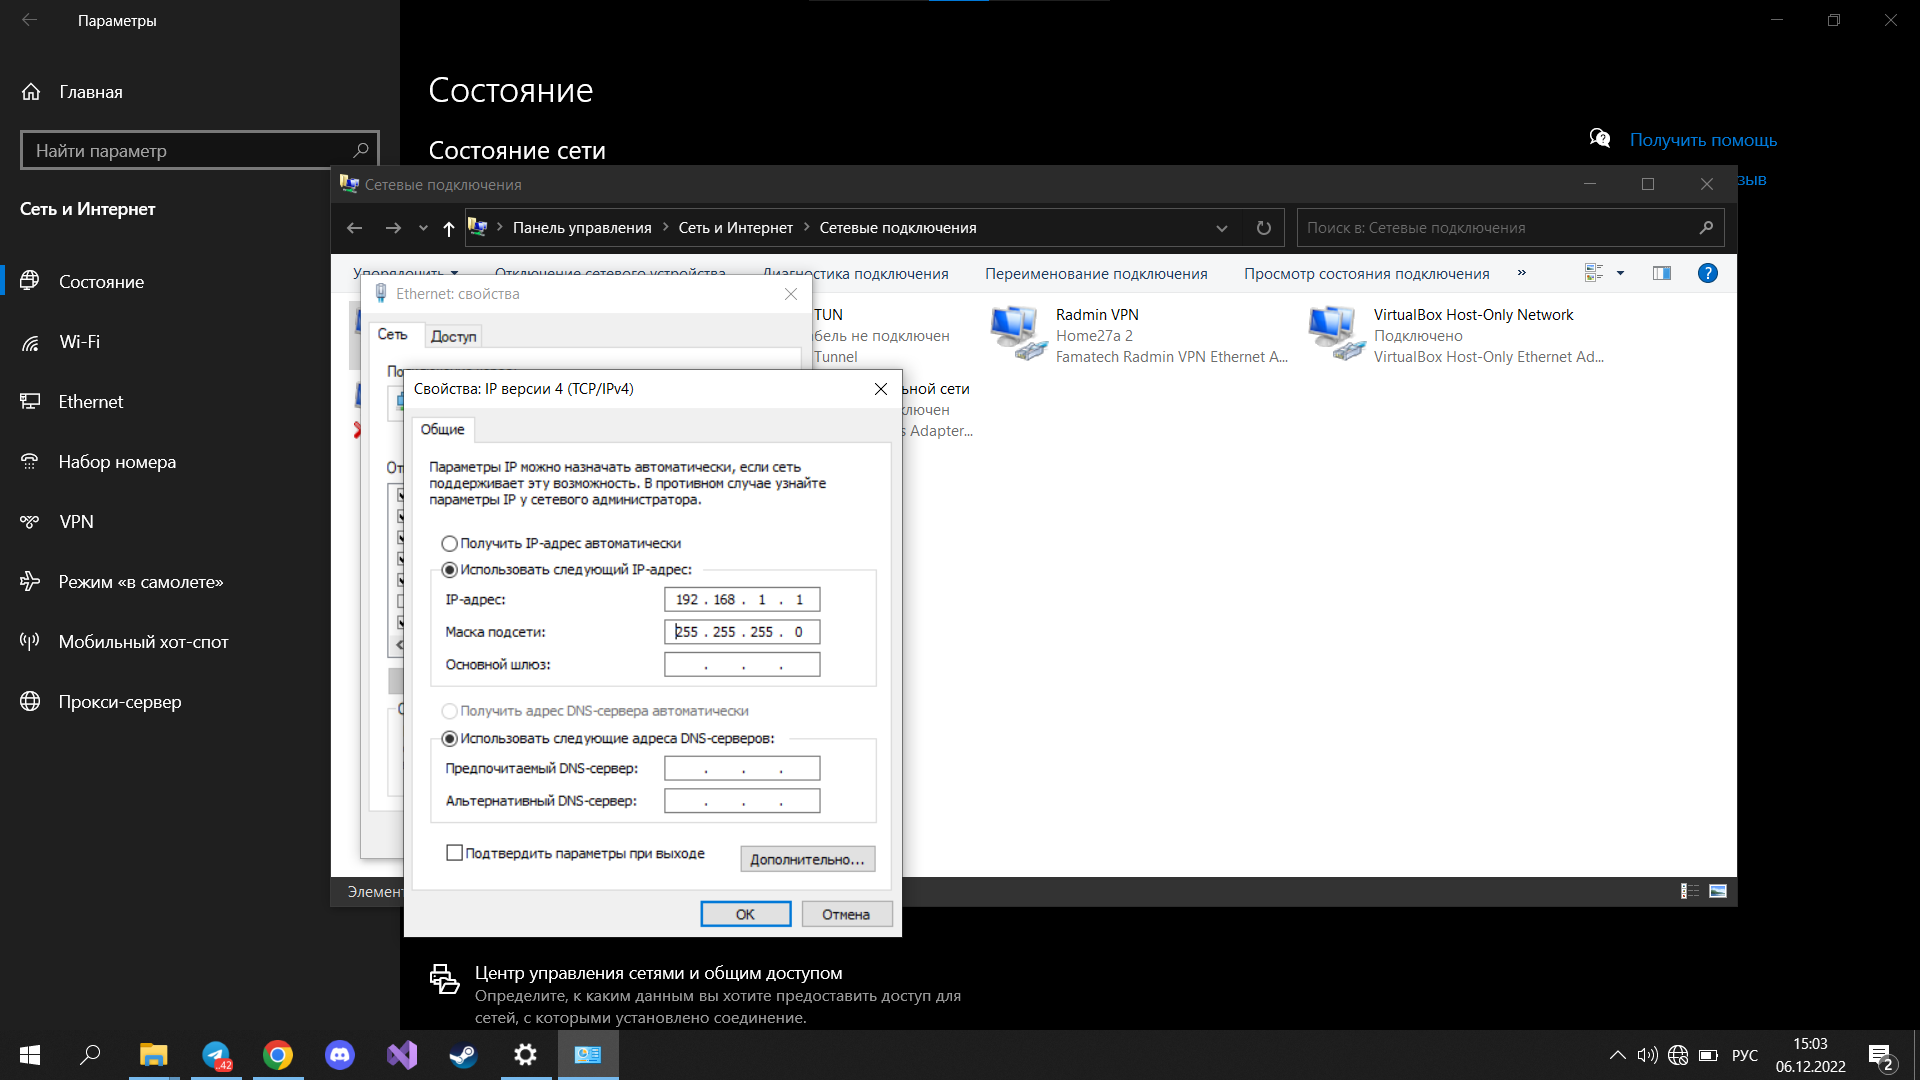 Параметры
Главная
Найти параметр
Сеть и Интернет
Состояние
Wi-Fi
Ethernet
Набор номера
VPN
Режим «в самолете»
Мобильный хот-спот
Прокси-сервер
Состояние
Состояние сети
Получить помощь
зыв
Сетевые подключения
Панель управления
Сеть и Интернет
Сетевые подключения
Поиск в: Сетевые подключения
Упорядочить
Отключение сетевого устройства
Диагностика подключения
Переименование подключения
Просмотр состояния подключения
»
TUN
бель не подключен
Tunnel
Radmin VPN
Home27a 2
Famatech Radmin VPN Ethernet A...
VirtualBox Host-Only Network
Подключено
VirtualBox Host-Only Ethernet Ad...
ьной сети
ключен
s Adapter...
Ethernet: свойства
Сеть
Доступ
От
Свойства: IP версии 4 (TCP/IPv4)
Общие
Параметры IP можно назначать автоматически, если сеть
поддерживает эту возможность. В противном случае узнайте
параметры IP у сетевого администратора.
Получить IP-адрес автоматически
Использовать следующий IP-адрес:
IP-адрес: 192 . 168 . 1 . 1
Маска подсети: 255 . 255 . 255 . 0
Основной шлюз: . . .
Получить адрес DNS-сервера автоматически
Использовать следующие адреса DNS-серверов:
Предпочитаемый DNS-сервер: . . .
Альтернативный DNS-сервер: . . .
Подтвердить параметры при выходе
Дополнительно...
ОК
Отмена
Элемент
Центр управления сетями и общим доступом
Определите, к каким данным вы хотите предоставить доступ для
сетей, с которыми установлено соединение.
42
РУС
15:03
06.12.2022
2